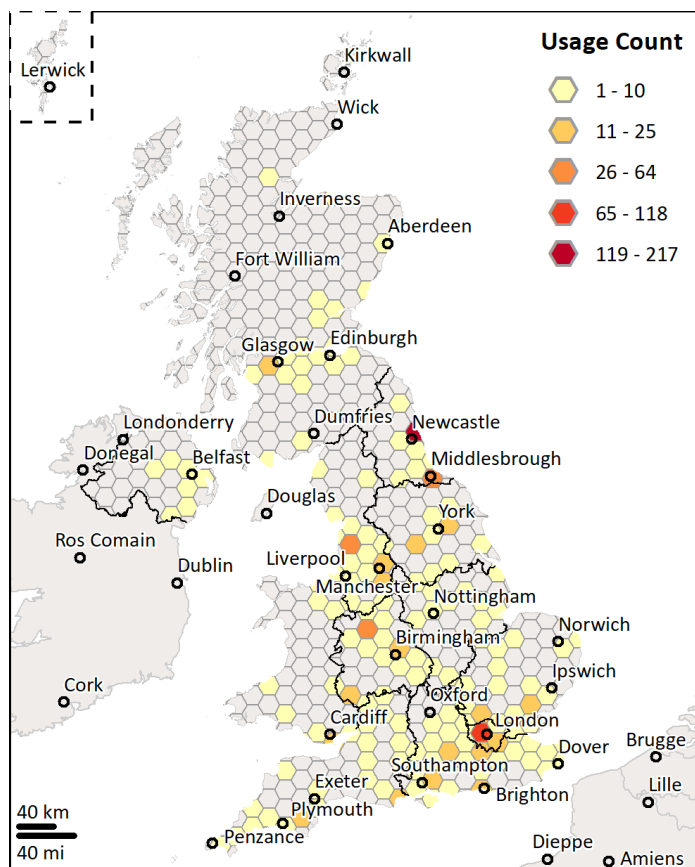 Usage Count
1 - 10
11 - 25
26 - 64
65 - 118
119 - 217
Lerwick
Kirkwall
Wick
Inverness
Aberdeen
Fort William
Glasgow
Edinburgh
Dumfries
Newcastle
Londonderry
Donegal
Belfast
Middlesbrough
Douglas
York
Ros Comain
Liverpool
Dublin
Manchester
Nottingham
Norwich
Birmingham
Ipswich
Cork
Oxford
Cardiff
London
Dover
Brugge
Southampton
Exeter
Brighton
Lille
40 km
40 mi
Plymouth
Penzance
Dieppe
Amiens